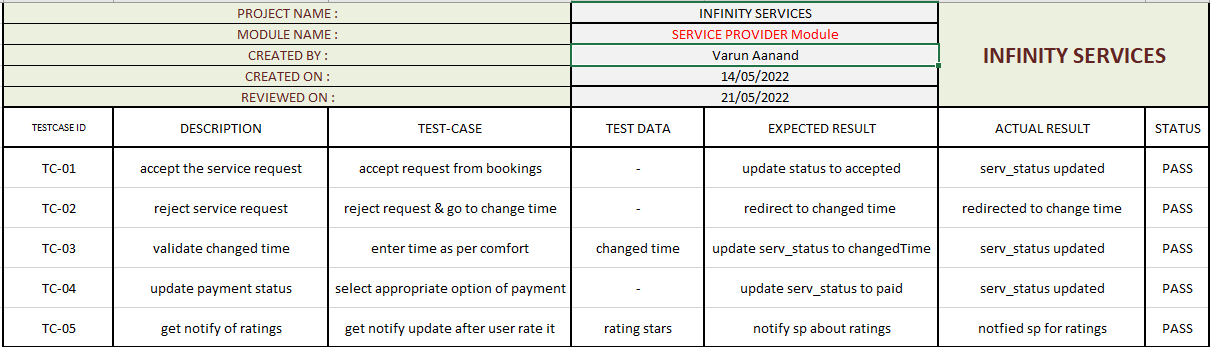 PROJECT NAME : INFINITY SERVICES
MODULE NAME : SERVICE PROVIDER Module
CREATED BY : Varun Aanand
CREATED ON : 14/05/2022
REVIEWED ON : 21/05/2022
INFINITY SERVICES
TESTCASE ID DESCRIPTION TEST-CASE TEST DATA EXPECTED RESULT ACTUAL RESULT STATUS
TC-01 accept the service request accept request from bookings - update status to accepted serv_status updated PASS
TC-02 reject service request reject request & go to change time - redirect to changed time redirected to change time PASS
TC-03 validate changed time enter time as per comfort changed time update serv_status to changedTime serv_status updated PASS
TC-04 update payment status select appropriate option of payment - update serv_status to paid serv_status updated PASS
TC-05 get notify of ratings get notify update after user rate it rating stars notify sp about ratings notfied sp for ratings PASS